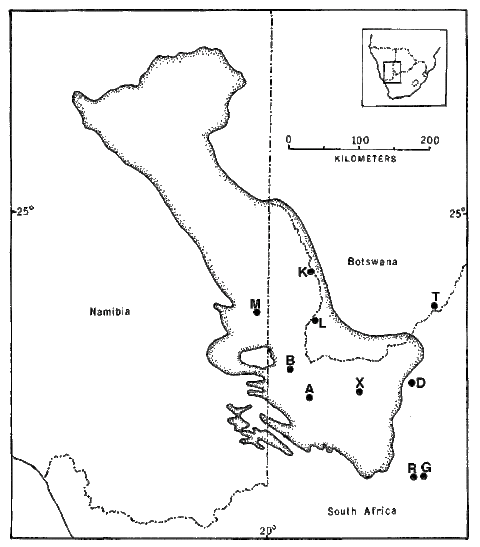 0 100 200
KILOMETERS
25° 25°
K
Botswana
T
M
Namibia
L
B
A X D
R G
South Africa
20°